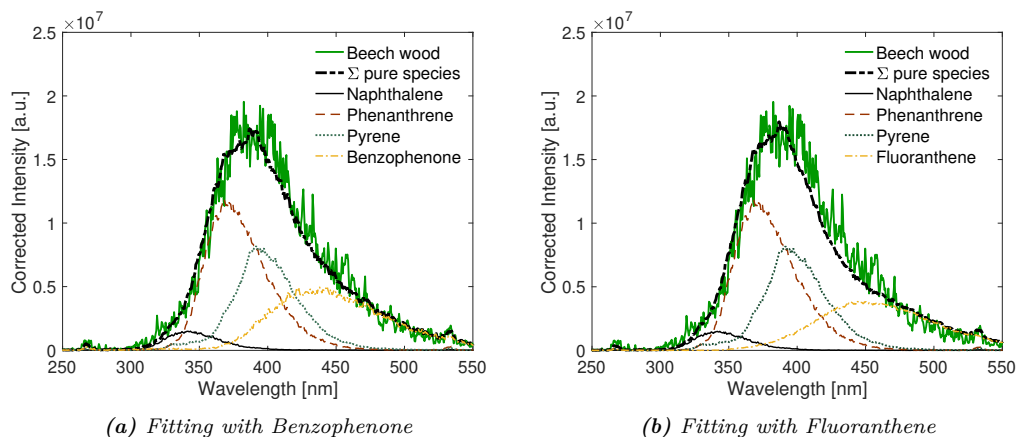 ×10⁷
2.5
2
1.5
1
0.5
0
250 300 350 400 450 500 550
Corrected Intensity [a.u.]
Wavelength [nm]
Beech wood
Σ pure species
Naphthalene
Phenanthrene
Pyrene
Benzophenone
(a) Fitting with Benzophenone
×10⁷
2.5
2
1.5
1
0.5
0
250 300 350 400 450 500 550
Corrected Intensity [a.u.]
Wavelength [nm]
Beech wood
Σ pure species
Naphthalene
Phenanthrene
Pyrene
Fluoranthene
(b) Fitting with Fluoranthene